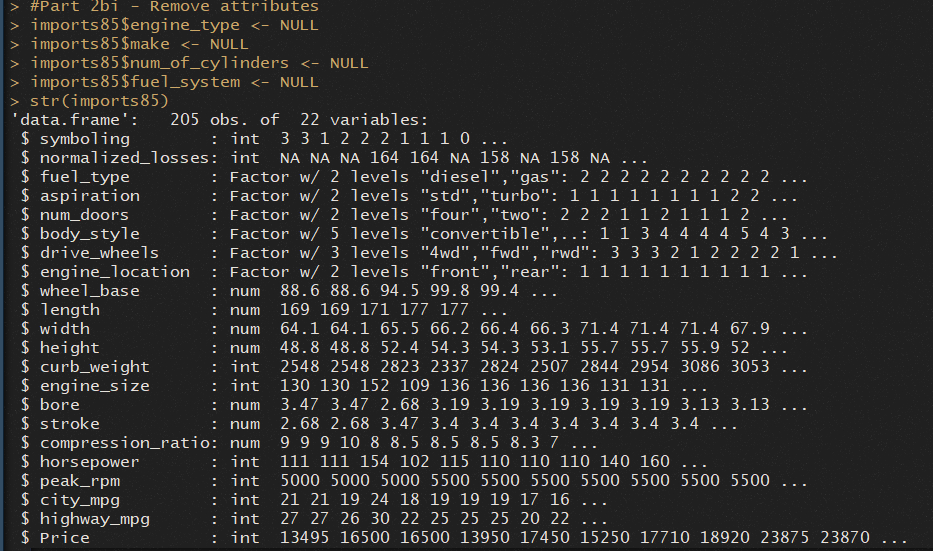 > #Part 2bi - Remove attributes
> imports85$engine_type <- NULL
> imports85$make <- NULL
> imports85$num_of_cylinders <- NULL
> imports85$fuel_system <- NULL
> str(imports85)
'data.frame':   205 obs. of  22 variables:
 $ symboling        : int  3 3 1 2 2 2 1 1 1 0 ...
 $ normalized_losses: int  NA NA NA 164 164 NA 158 NA 158 NA ...
 $ fuel_type        : Factor w/ 2 levels "diesel","gas": 2 2 2 2 2 2 2 2 2 2 ...
 $ aspiration       : Factor w/ 2 levels "std","turbo": 1 1 1 1 1 1 1 1 2 2 ...
 $ num_doors        : Factor w/ 2 levels "four","two": 2 2 2 1 1 2 1 1 1 2 ...
 $ body_style       : Factor w/ 5 levels "convertible",..: 1 1 3 4 4 4 4 5 4 3 ...
 $ drive_wheels     : Factor w/ 3 levels "4wd","fwd","rwd": 3 3 3 2 1 2 2 2 2 1 ...
 $ engine_location  : Factor w/ 2 levels "front","rear": 1 1 1 1 1 1 1 1 1 1 ...
 $ wheel_base       : num  88.6 88.6 94.5 99.8 99.4 ...
 $ length           : num  169 169 171 177 177 ...
 $ width            : num  64.1 64.1 65.5 66.2 66.4 66.3 71.4 71.4 71.4 67.9 ...
 $ height           : num  48.8 48.8 52.4 54.3 54.3 53.1 55.7 55.7 55.9 52 ...
 $ curb_weight      : int  2548 2548 2823 2337 2824 2507 2844 2954 3086 3053 ...
 $ engine_size      : int  130 130 152 109 136 136 136 136 131 131 ...
 $ bore             : num  3.47 3.47 2.68 3.19 3.19 3.19 3.19 3.19 3.13 3.13 ...
 $ stroke           : num  2.68 2.68 3.47 3.4 3.4 3.4 3.4 3.4 3.4 3.4 ...
 $ compression_ratio: num  9 9 9 10 8 8.5 8.5 8.5 8.3 7 ...
 $ horsepower       : int  111 111 154 102 115 110 110 110 140 160 ...
 $ peak_rpm         : int  5000 5000 5000 5500 5500 5500 5500 5500 5500 5500 ...
 $ city_mpg         : int  21 21 19 24 18 19 19 19 17 16 ...
 $ highway_mpg      : int  27 27 26 30 22 25 25 25 20 22 ...
 $ Price            : int  13495 16500 16500 13950 17450 15250 17710 18920 23875 23870 ...